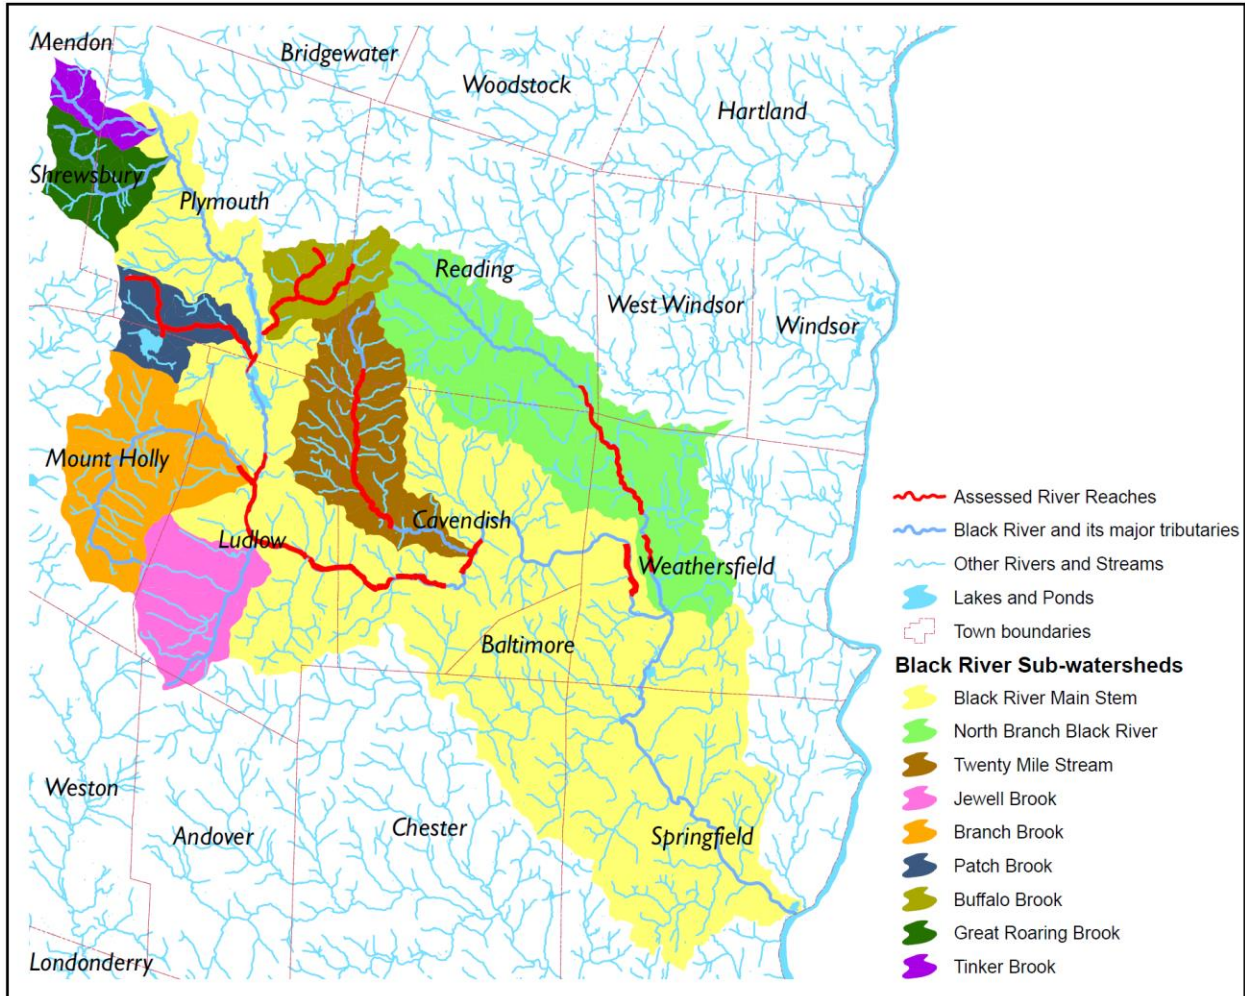 Mendon
Bridgewater
Woodstock
Hartland
Shrewsbury
Plymouth
Reading
West Windsor
Windsor
Mount Holly
Cavendish
Ludlow
Weathersfield
Baltimore
Weston
Andover
Chester
Springfield
Londonderry
Assessed River Reaches
Black River and its major tributaries
Other Rivers and Streams
Lakes and Ponds
Town boundaries
Black River Sub-watersheds
Black River Main Stem
North Branch Black River
Twenty Mile Stream
Jewell Brook
Branch Brook
Patch Brook
Buffalo Brook
Great Roaring Brook
Tinker Brook